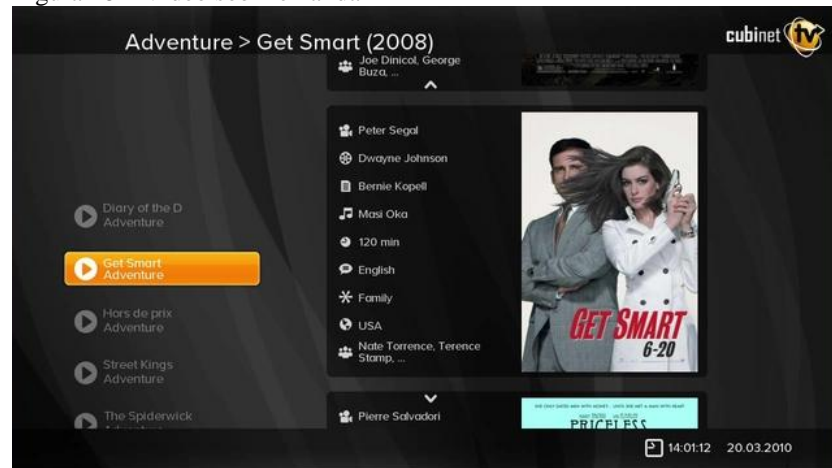 Adventure > Get Smart (2008)
cubinet tv
Joe Dinicol, George
Buza, ...
Peter Segal
Dwayne Johnson
Bernie Kopell
Masi Oka
120 min
English
Family
USA
Nate Torrence, Terence
Stamp, ...
Diary of the D
Adventure
Get Smart
Adventure
Hors de prix
Adventure
Street Kings
Adventure
The Spiderwick
GET SMART
6-20
Pierre Salvadori
PRICELESS
14:01:12 20.03.2010